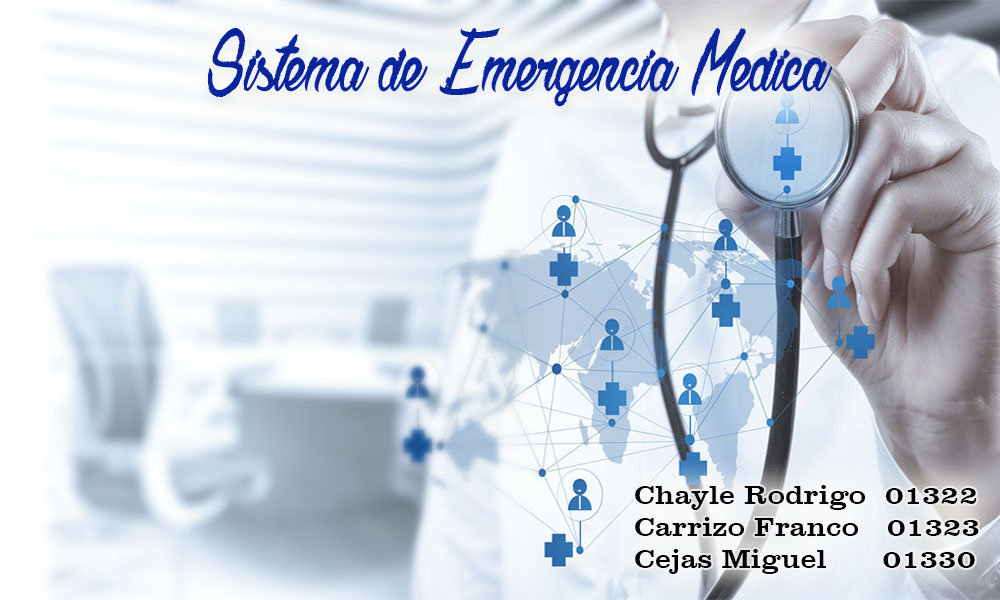 Sistema de Emergencia Medica
Chayle Rodrigo 01322
Carrizo Franco 01323
Cejas Miguel 01330